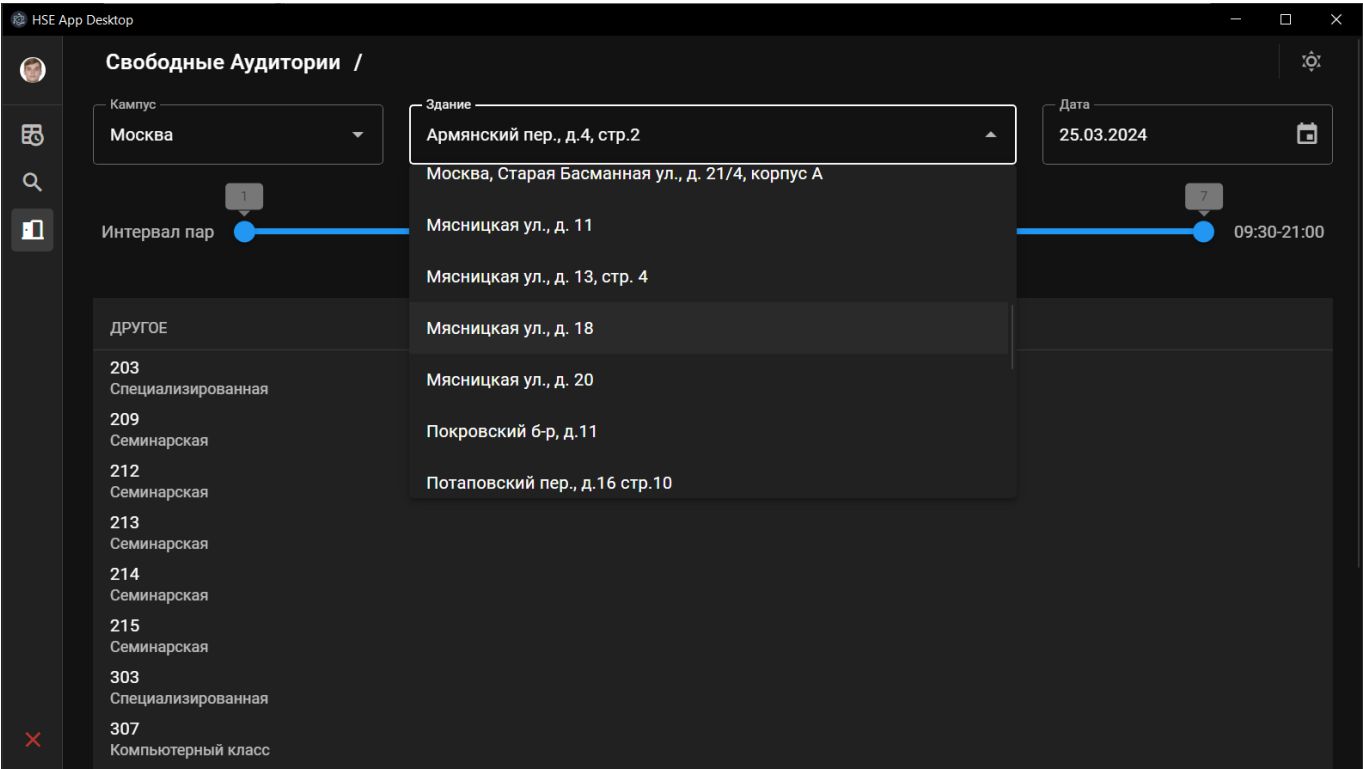 HSE App Desktop
Свободные Аудитории /
Кампус
Москва
Здание
Армянский пер., д.4, стр.2
Дата
25.03.2024
Москва, Старая Басманная ул., д. 21/4, корпус А
Мясницкая ул., д. 11
Мясницкая ул., д. 13, стр. 4
Мясницкая ул., д. 18
Мясницкая ул., д. 20
Покровский б-р, д.11
Потаповский пер., д.16 стр.10
1
7
Интервал пар
09:30-21:00
ДРУГОЕ
203
Специализированная
209
Семинарская
212
Семинарская
213
Семинарская
214
Семинарская
215
Семинарская
303
Специализированная
307
Компьютерный класс